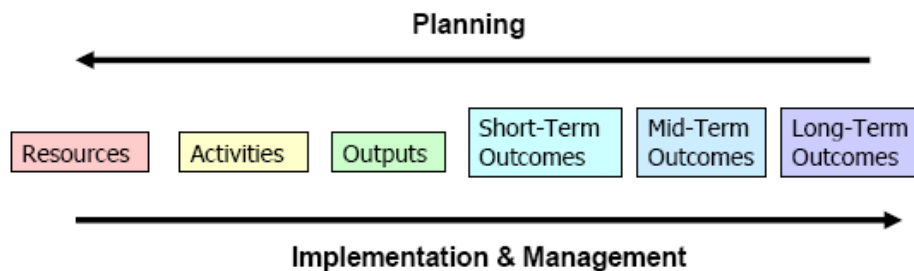 Planning
Resources
Activities
Outputs
Short-Term
Outcomes
Mid-Term
Outcomes
Long-Term
Outcomes
Implementation & Management